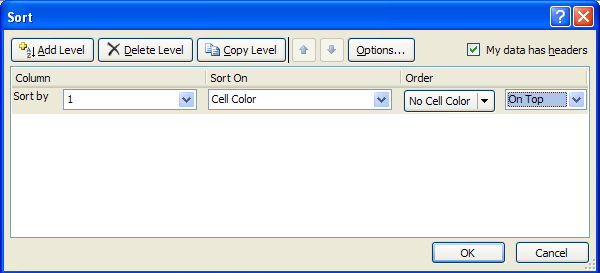 Sort
Add Level Delete Level Copy Level Options... My data has headers
Column Sort On Order
Sort by 1 Cell Color No Cell Color On Top
OK Cancel